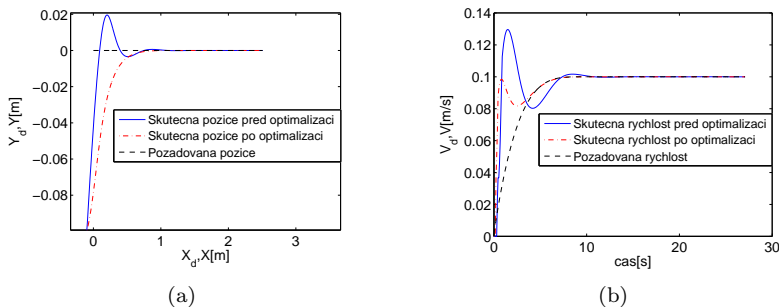 0.02
0
−0.02
−0.04
−0.06
−0.08
Y_d,Y[m]
Skutecna pozice pred optimalizaci
Skutecna pozice po optimalizaci
Pozadovana pozice
0 1 2 3
X_d,X[m]
(a)
0.14
0.12
0.1
0.08
0.06
0.04
0.02
0
V_d,V[m/s]
Skutecna rychlost pred optimalizaci
Skutecna rychlost po optimalizaci
Pozadovana rychlost
0 10 20 30
cas[s]
(b)